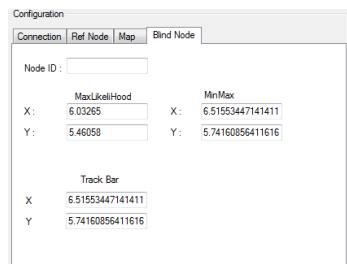 Configuration
Connection Ref Node Map Blind Node
Node ID :
MaxLikeliHood MinMax
X : 6.03265 X : 6.51553447141411
Y : 5.46058 Y : 5.74160856411616
Track Bar
X 6.51553447141411
Y 5.74160856411616